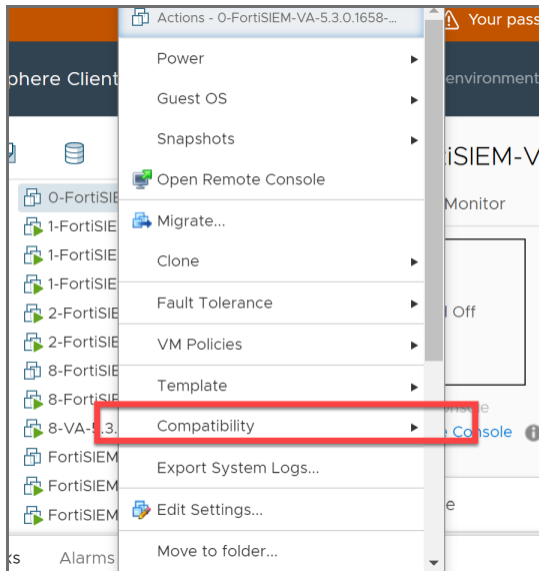 Actions - 0-FortiSIEM-VA-5.3.0.1658-...
Your pass
phere Client
environment
Power
Guest OS
Snapshots
Open Remote Console
Migrate...
Clone
Fault Tolerance
VM Policies
Template
Compatibility
Export System Logs...
Edit Settings...
Move to folder...
0-FortiSIE
1-FortiSIE
1-FortiSIE
1-FortiSIE
2-FortiSIE
2-FortiSIE
8-FortiSIE
8-FortiSIE
8-VA-5.3.
FortiSIEM
FortiSIEM
FortiSIEM
ks
Alarms
iSIEM-V
Monitor
Off
onsole
e Console
e